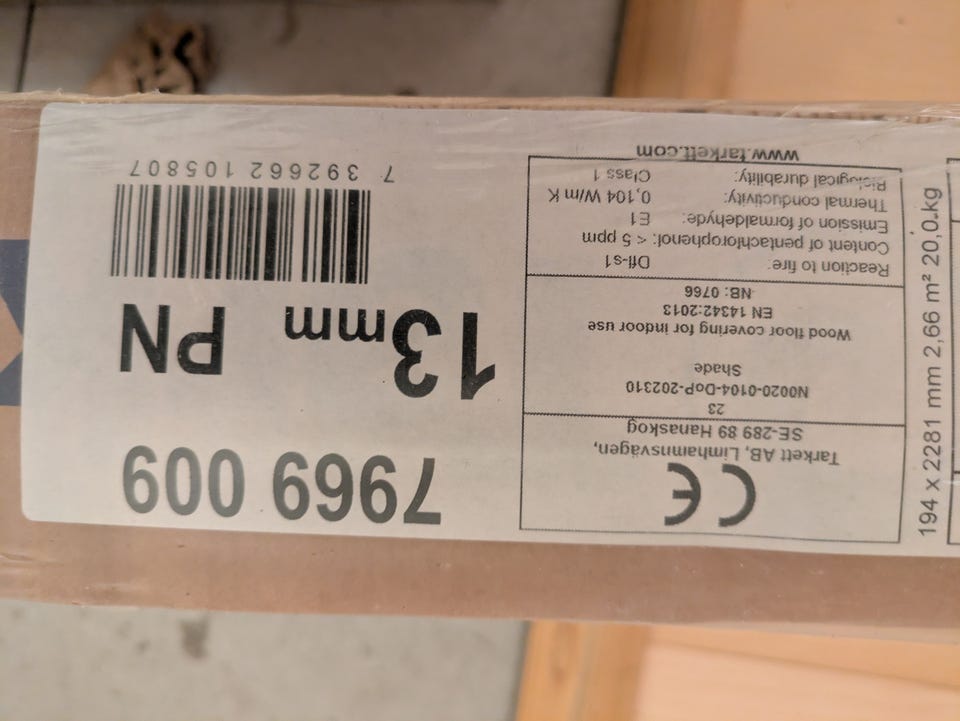 194 x 2281 mm 2,66 m² 20,0 kg
CE
Tarkett AB, Limhamnsvägen,
SE-289 89 Hanaskog
23
N0020-0104-DoP-202310
Shade
Wood floor covering for indoor use
EN 14342:2013
NB: 0766
Reaction to fire: Dfl-s1
Content of pentachlorophenol: < 5 ppm
Emission of formaldehyde: E1
Thermal conductivity: 0,104 W/m K
Biological durability: Class 1
www.tarkett.com
7969 009
13mm PN
7 392662 105807